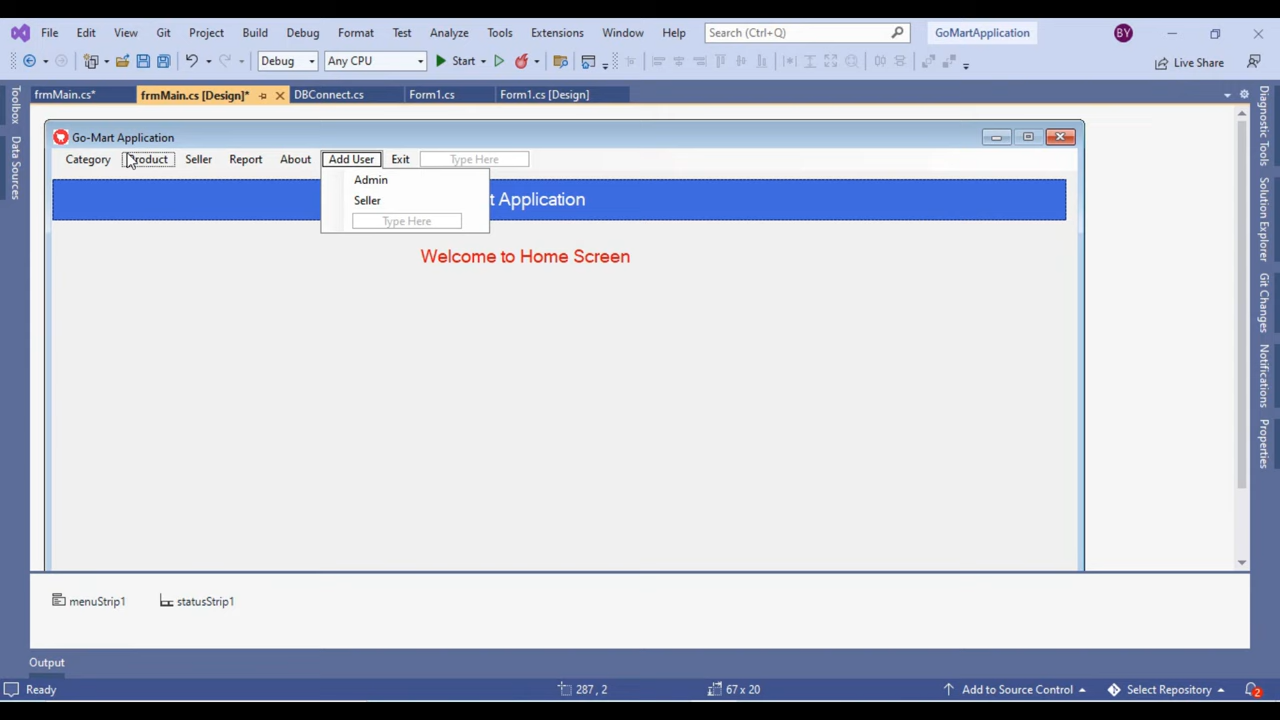 File Edit View Git Project Build Debug Format Test Analyze Tools Extensions Window Help Search (Ctrl+Q) GoMartApplication BY
Debug Any CPU Start Live Share
frmMain.cs* frmMain.cs [Design]* DBConnect.cs Form1.cs Form1.cs [Design]
Toolbox
Data Sources
Go-Mart Application
Category Product Seller Report About Add User Exit Type Here
Admin
Seller
Type Here
t Application
Welcome to Home Screen
Diagnostic Tools
Solution Explorer
Git Changes
Notifications
Properties
menuStrip1 statusStrip1
Output
Ready 287 , 2 67 x 20 Add to Source Control Select Repository 2